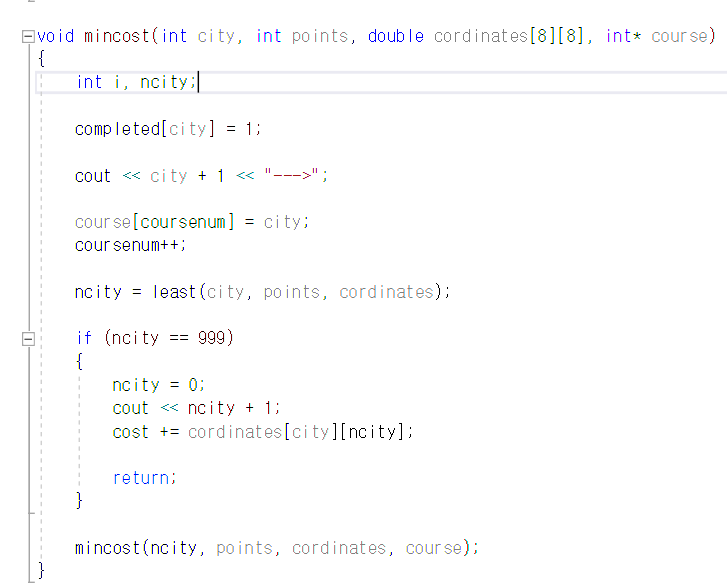 void mincost(int city, int points, double cordinates[8][8], int* course)
{
int i, ncity;
completed[city] = 1;
cout << city + 1 << "--->";
course[coursenum] = city;
coursenum++;
ncity = least(city, points, cordinates);
if (ncity == 999)
{
ncity = 0;
cout << ncity + 1;
cost += cordinates[city][ncity];
return;
}
mincost(ncity, points, cordinates, course);
}